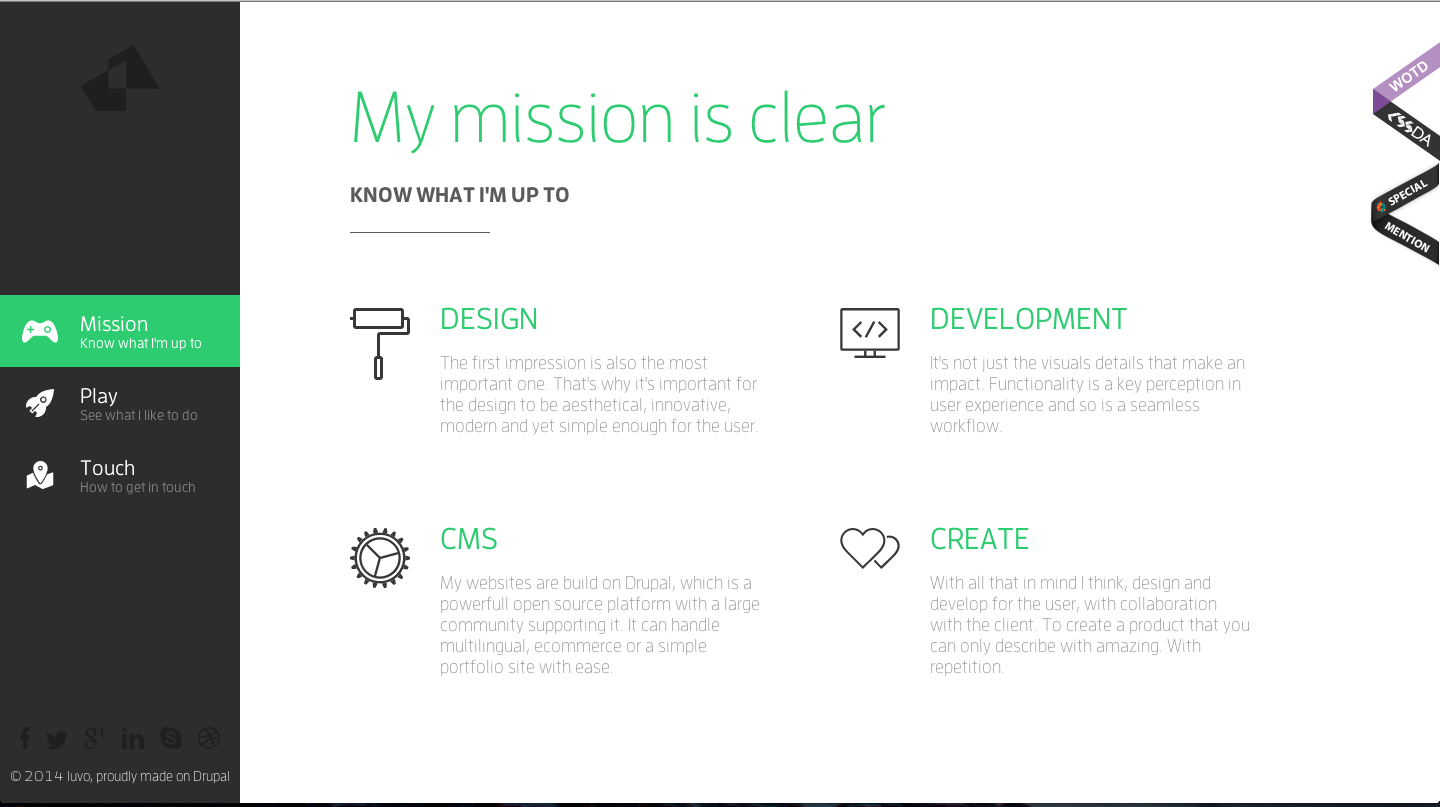 My mission is clear
KNOW WHAT I'M UP TO
Mission
Know what I'm up to
Play
See what I like to do
Touch
How to get in touch
DESIGN
The first impression is also the most
important one. That's why it's important for
the design to be aesthetical, innovative,
modern and yet simple enough for the user.
DEVELOPMENT
It's not just the visuals details that make an
impact. Functionality is a key perception in
user experience and so is a seamless
workflow.
CMS
My websites are build on Drupal, which is a
powerfull open source platform with a large
community supporting it. It can handle
multilingual, ecommerce or a simple
portfolio site with ease.
CREATE
With all that in mind I think, design and
develop for the user, with collaboration
with the client. To create a product that you
can only describe with amazing. With
repetition.
WOTD
CSSDA
SPECIAL
MENTION
© 2014 luvo, proudly made on Drupal